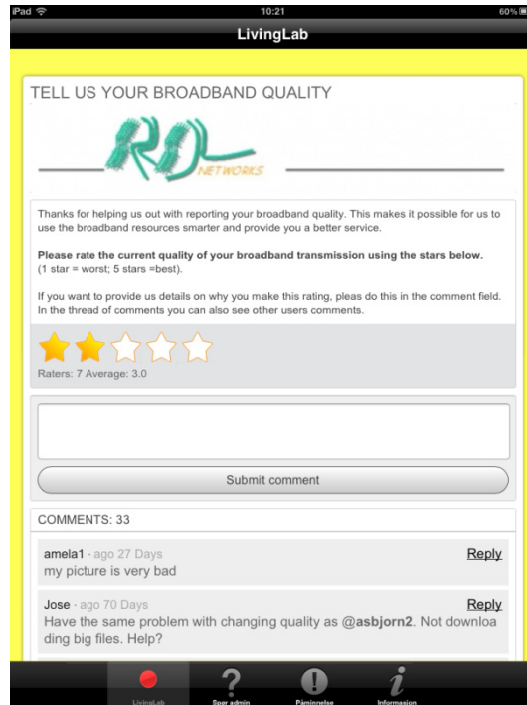 iPad 10:21 60%
LivingLab
TELL US YOUR BROADBAND QUALITY
RDL
NETWORKS
Thanks for helping us out with reporting your broadband quality. This makes it possible for us to
use the broadband resources smarter and provide you a better service.
Please rate the current quality of your broadband transmission using the stars below.
(1 star = worst; 5 stars =best).
If you want to provide us details on why you make this rating, pleas do this in the comment field.
In the thread of comments you can also see other users comments.
Raters: 7 Average: 3.0
Submit comment
COMMENTS: 33
amela1 · ago 27 Days Reply
my picture is very bad
Jose · ago 70 Days Reply
Have the same problem with changing quality as @asbjorn2. Not downloa
ding big files. Help?
LivingLab Spør admin Påminnelse Informasjon